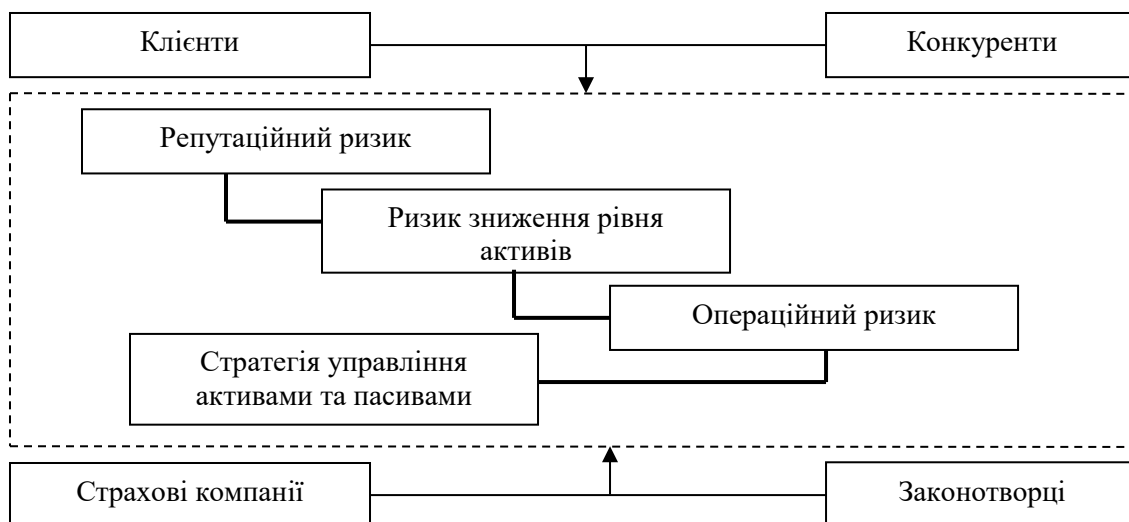 Клієнти
Конкуренти
Репутаційний ризик
Ризик зниження рівня
активів
Операційний ризик
Стратегія управління
активами та пасивами
Страхові компанії
Законотворці